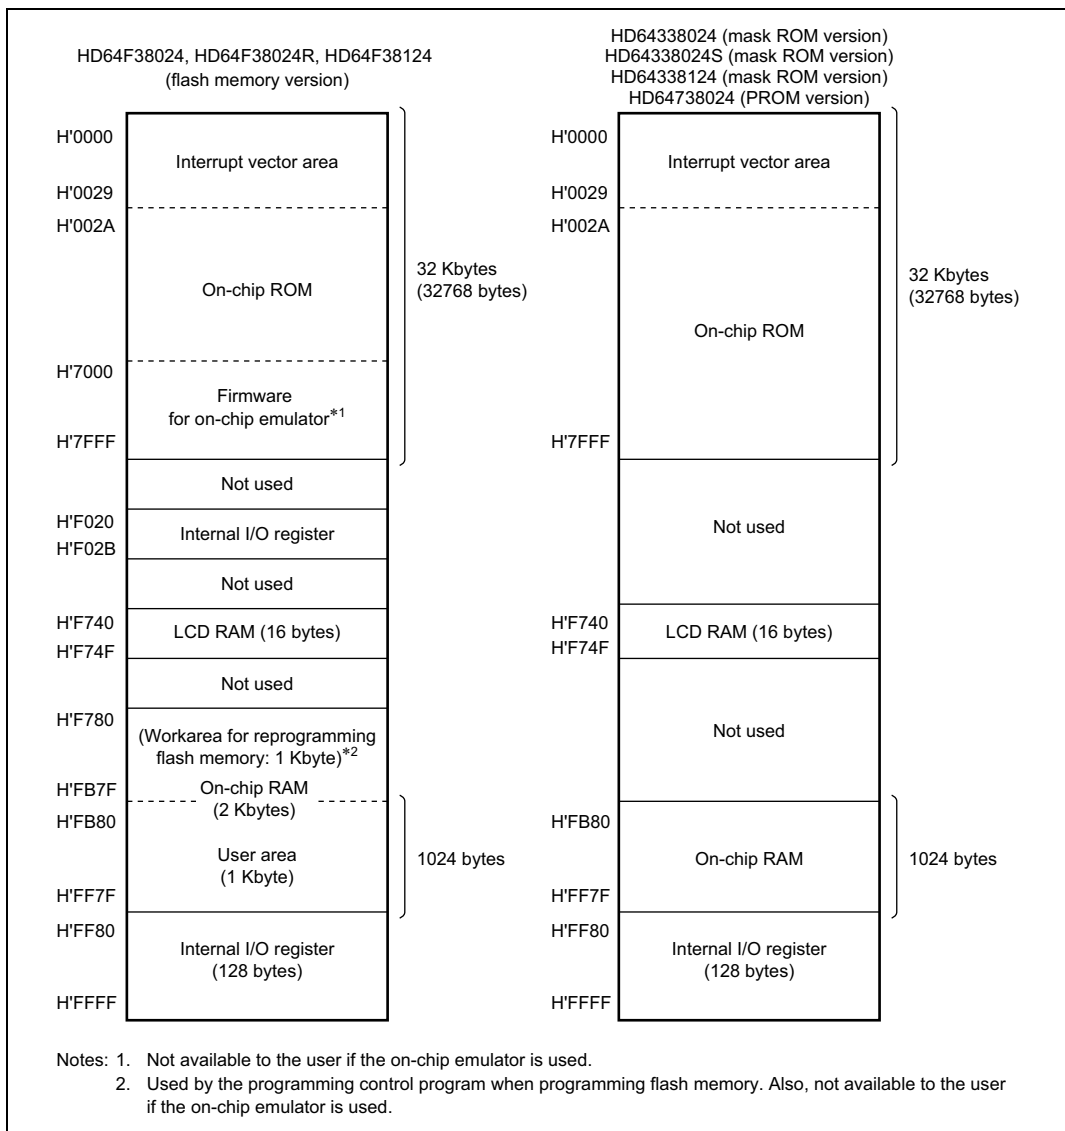 HD64F38024, HD64F38024R, HD64F38124
(flash memory version)
H'0000
Interrupt vector area
H'0029
H'002A
On-chip ROM
32 Kbytes
(32768 bytes)
H'7000
Firmware
for on-chip emulator*1
H'7FFF
Not used
H'F020
Internal I/O register
H'F02B
Not used
H'F740
LCD RAM (16 bytes)
H'F74F
Not used
H'F780
(Workarea for reprogramming
flash memory: 1 Kbyte)*2
H'FB7F
On-chip RAM
(2 Kbytes)
H'FB80
User area
(1 Kbyte)
1024 bytes
H'FF7F
H'FF80
Internal I/O register
(128 bytes)
H'FFFF
HD64338024 (mask ROM version)
HD64338024S (mask ROM version)
HD64338124 (mask ROM version)
HD64738024 (PROM version)
H'0000
Interrupt vector area
H'0029
H'002A
32 Kbytes
(32768 bytes)
On-chip ROM
H'7FFF
Not used
H'F740
LCD RAM (16 bytes)
H'F74F
Not used
H'FB80
On-chip RAM
1024 bytes
H'FF7F
H'FF80
Internal I/O register
(128 bytes)
H'FFFF
Notes: 1. Not available to the user if the on-chip emulator is used.
2. Used by the programming control program when programming flash memory. Also, not available to the user
if the on-chip emulator is used.